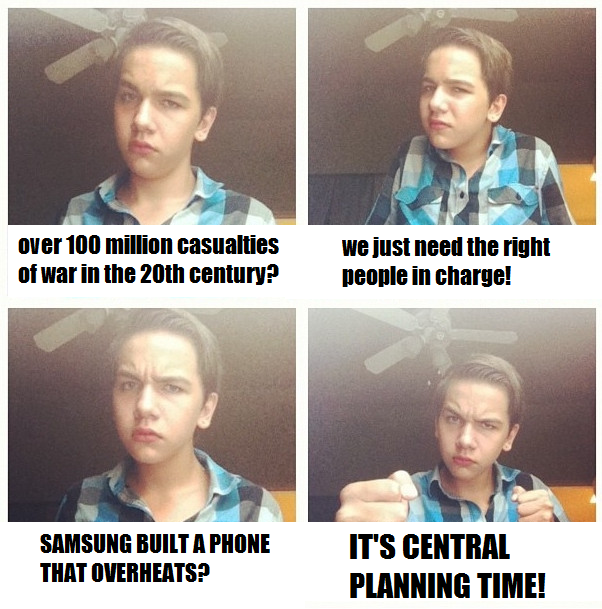 over 100 million casualties
of war in the 20th century?
we just need the right
people in charge!
SAMSUNG BUILT A PHONE
THAT OVERHEATS?
IT'S CENTRAL
PLANNING TIME!